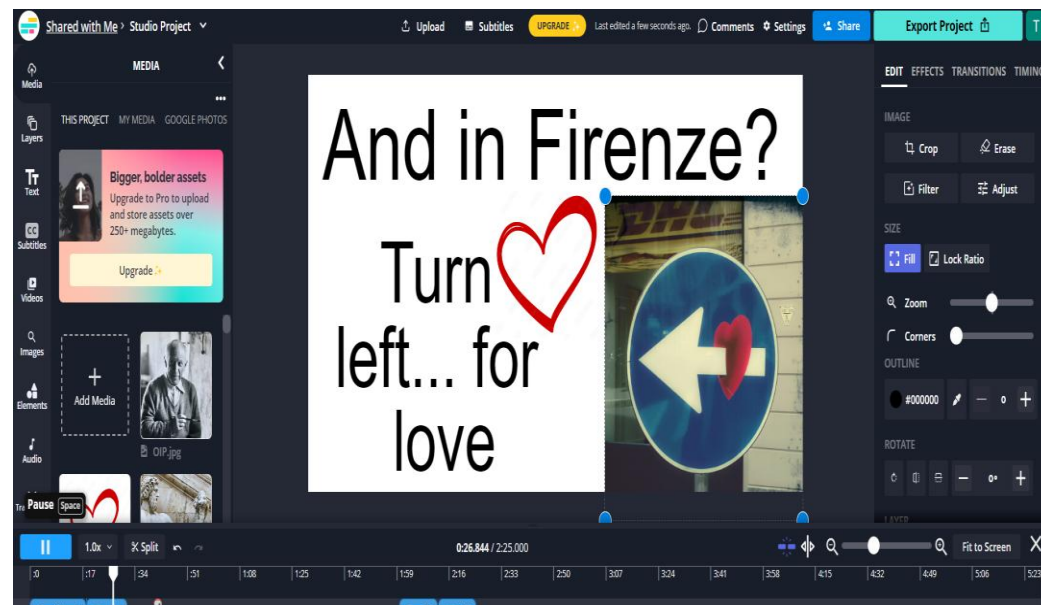 Shared with Me › Studio Project
Upload
Subtitles
UPGRADE
Last edited a few seconds ago.
Comments
Settings
Share
Export Project
T
Media
Layers
Text
Subtitles
Videos
Images
Elements
Audio
MEDIA
THIS PROJECT MY MEDIA GOOGLE PHOTOS
Bigger, bolder assets
Upgrade to Pro to upload
and store assets over
250+ megabytes.
Upgrade
Add Media
OIP.jpg
Pause Space
And in Firenze?
Turn
left... for
love
DHL
EDIT EFFECTS TRANSITIONS TIMING
IMAGE
Crop Erase
Filter Adjust
SIZE
Fill Lock Ratio
Zoom
Corners
OUTLINE
#000000 — 0 +
ROTATE
— 0° +
LAYER
1.0x Split
0:26.844 / 2:25.000
Fit to Screen
:0 :17 :34 :51 1:08 1:25 1:42 1:59 2:16 2:33 2:50 3:07 3:24 3:41 3:58 4:15 4:32 4:49 5:06 5:23